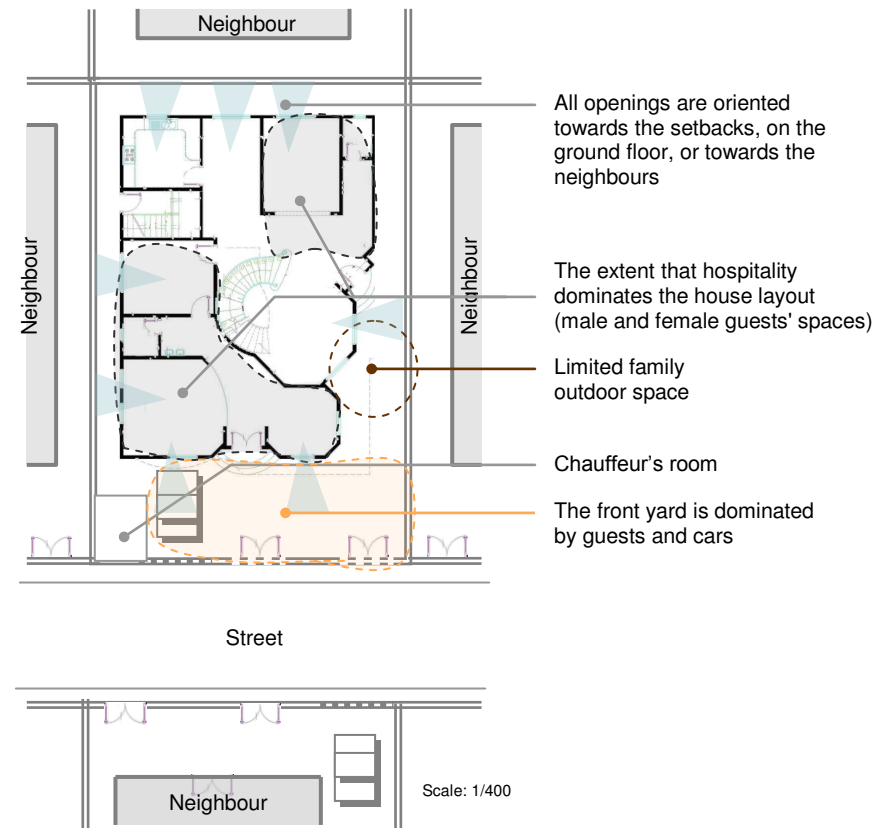 Neighbour
All openings are oriented
towards the setbacks, on the
ground floor, or towards the
neighbours
Neighbour
Neighbour
The extent that hospitality
dominates the house layout
(male and female guests' spaces)
Limited family
outdoor space
Chauffeur's room
The front yard is dominated
by guests and cars
Street
Scale: 1/400
Neighbour